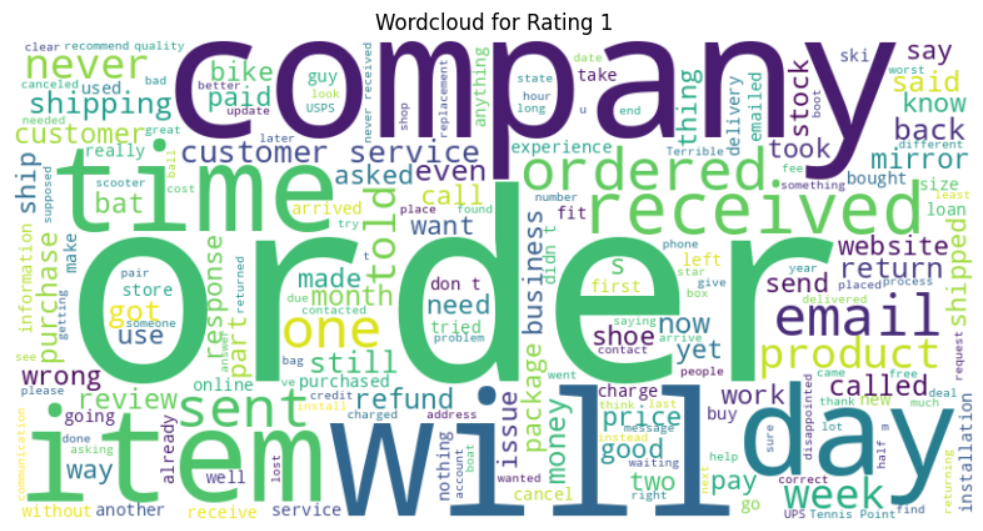 Wordcloud for Rating 1
clear recommend quality
never
canceled used bad
shipping
needed great
customer
really
company
bike
better
paid
update
guy
look
USPS
later
customer service
never received
shop
replacement
anything
state
hour
long
date
u
end
take
thing
delivery
emailed
stock
boot
ski
say
worst
said
know
back
different
mirror
took
Terrible
experience
fee
something
bought
size
least
loan
ship
supposed
scooter
bat
ball
cost
time
asked
even
arrived
call
place
found
try
told
want
ordered
number
fit
received
didn t
business
order
information
purchase
make
getting
pair
store
got
someone
use
response
returned
part
answer
made
due
month
contacted
one
still
t
don t
need
tried
problem
s
first
saying
shoe
contact
arrive
phone
left
star
give
box
now
yet
people
year
website
return
placed
process
send
delivered
email
product
shipped
request
see
wrong
please
review
online
bag
ve
purchased
credit
install
charged
refund
address
sent
going
item
done
asking
way
already
well
lost
without
another
receive
service
communication
will
nothing
account
boat
issue
wanted
package
went
money
cancel
charge
think
last
price
message
instead
good
waiting
two
right
next
work
buy
help
pay
go
day
came
free
called
thank
new
deal
lot
much
sure
disappointed
m
half
correct
week
UPS
Tennis Point
find
returning
installation